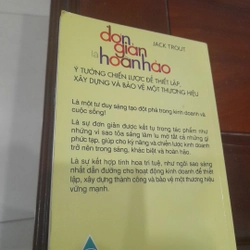 đơn giản là hoàn hảo
JACK TROUT
Ý TƯỞNG CHIẾN LƯỢC ĐỂ THIẾT LẬP
XÂY DỰNG VÀ BẢO VỆ MỘT THƯƠNG HIỆU
Là một tư duy sáng tạo đột phá trong kinh doanh và
cuộc sống!
Là sự đơn giản được kết tụ trong tác phẩm như
những vì sao tỏa sáng làm lu mờ tất cả những gì
phức tạp, giúp cho kỹ năng và chiến lược kinh doanh
trở nên trong sáng, khác biệt và hoàn hảo.
Là sự kết hợp tinh hoa trí tuệ, như ngôi sao sáng
nhất dẫn đường cho hoạt động kinh doanh để thiết
lập, xây dựng thành công và bảo vệ một thương hiệu
vững mạnh.